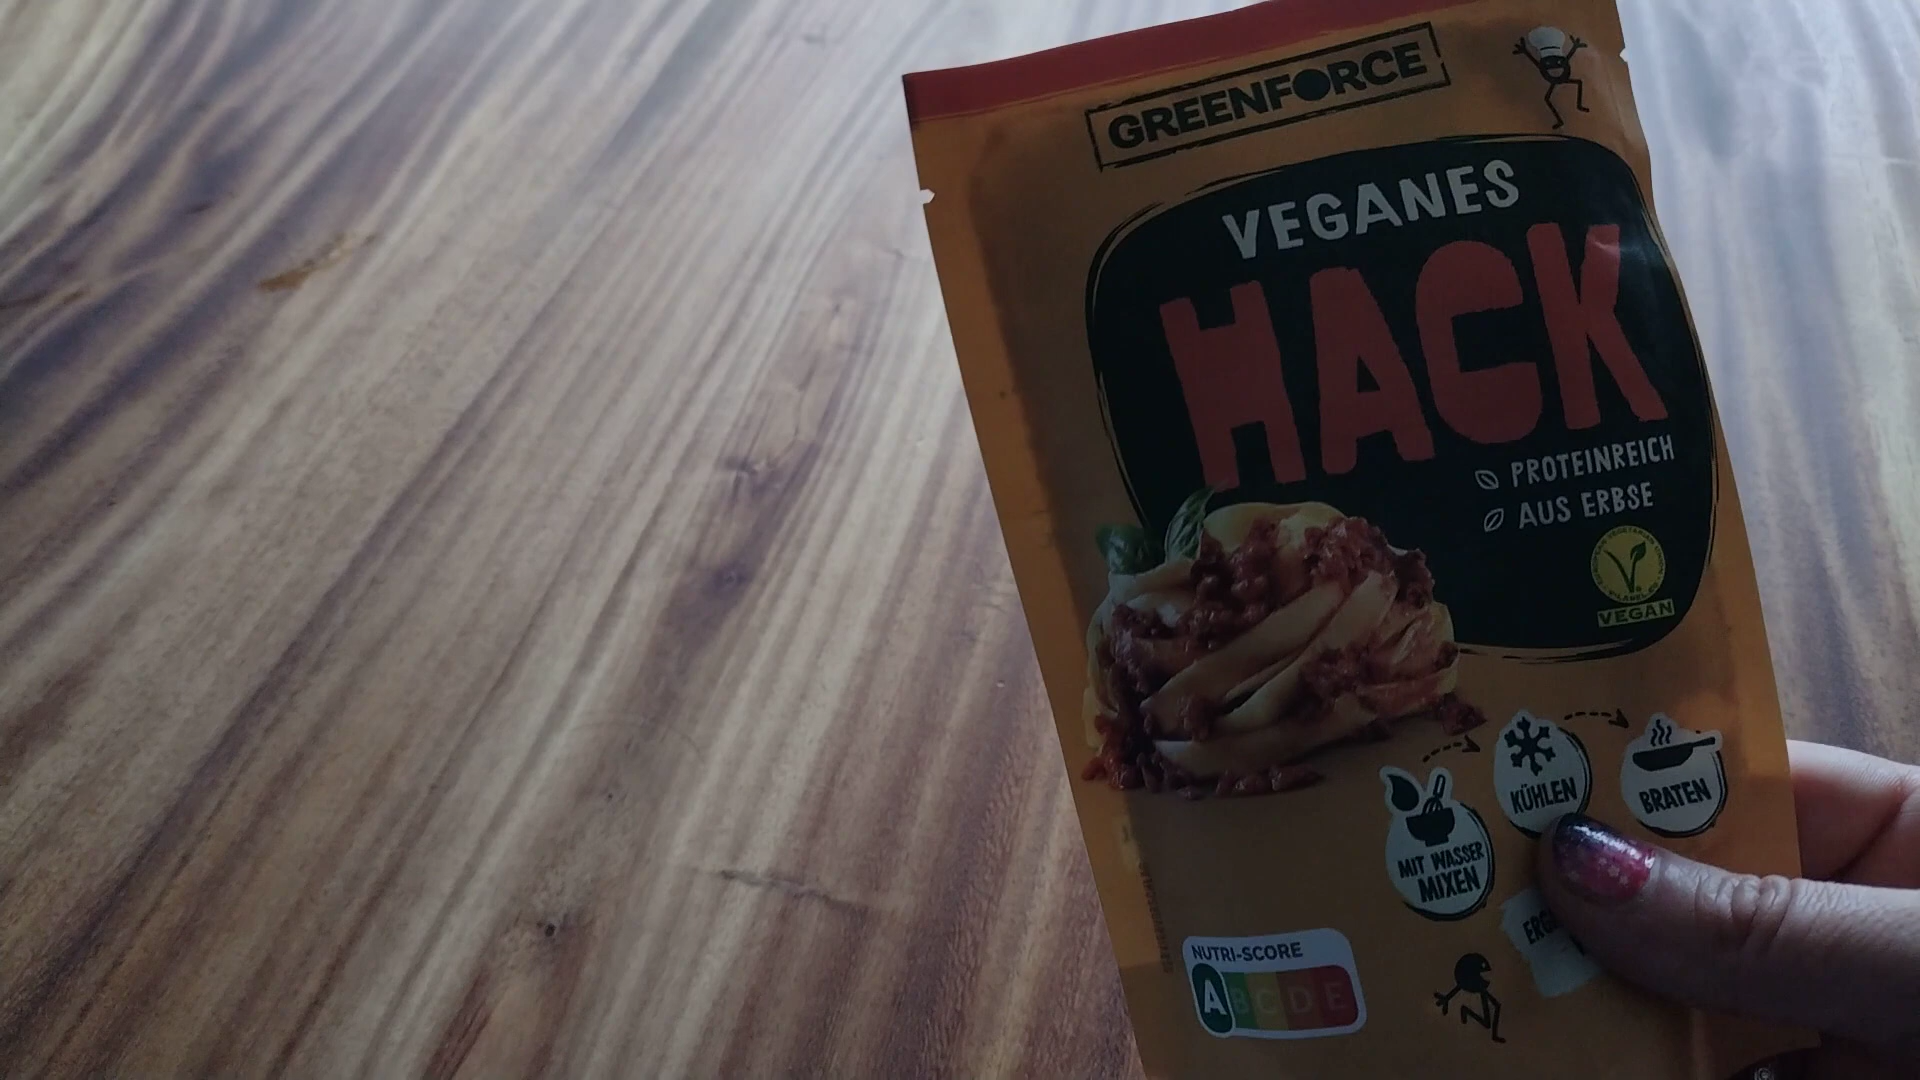 GREENFORCE
VEGANES
HACK
PROTEINREICH
AUS ERBSE
VEGAN
MIT WASSER
MIXEN
KÜHLEN
BRATEN
NUTRI-SCORE
A B C D E